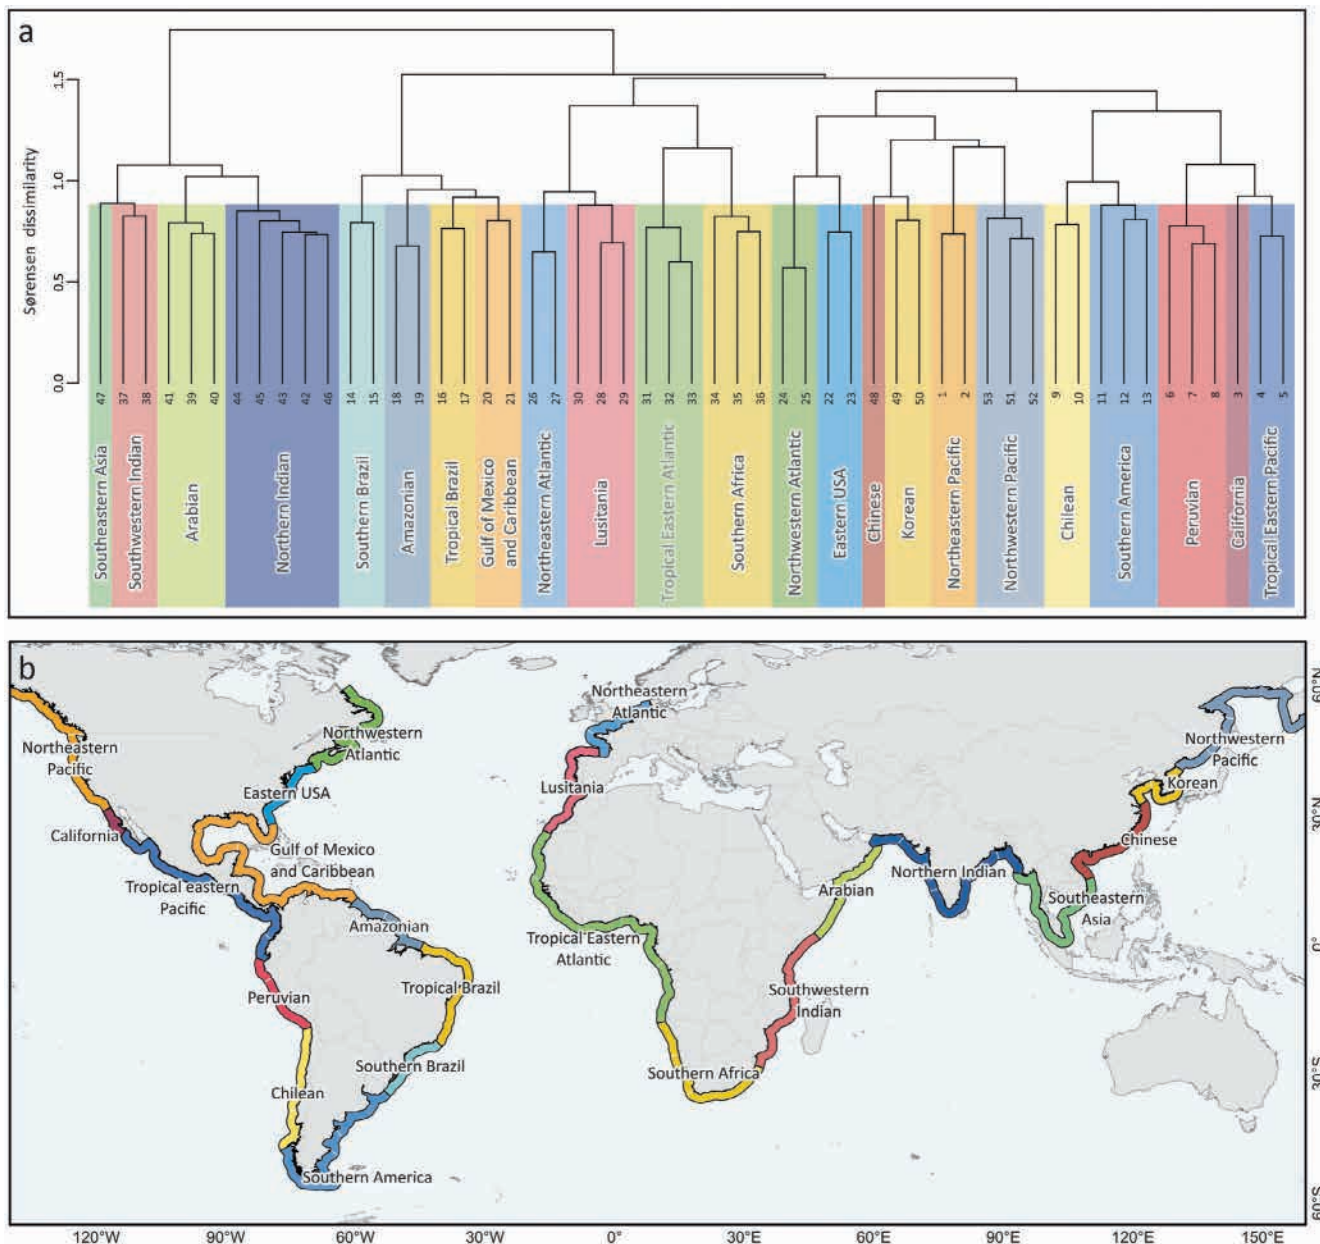 a
Sørensen dissimilarity
1.5
1.0
0.5
0.0
47
37
38
41
39
40
44
45
43
42
46
14
15
18
19
16
17
20
21
26
27
30
28
29
31
32
33
34
35
36
24
25
22
23
48
49
50
1
2
53
51
52
9
10
11
12
13
6
7
8
3
4
5
Southeastern Asia
Southwestern Indian
Arabian
Northern Indian
Southern Brazil
Amazonian
Tropical Brazil
Gulf of Mexico
and Caribbean
Northeastern Atlantic
Lusitania
Tropical Eastern Atlantic
Southern Africa
Northwestern Atlantic
Eastern USA
Chinese
Korean
Northeastern Pacific
Northwestern Pacific
Chilean
Southern America
Peruvian
California
Tropical Eastern Pacific
b
Northeastern
Pacific
California
Tropical eastern
Pacific
Northwestern
Atlantic
Eastern USA
Gulf of Mexico
and Caribbean
Amazonian
Tropical Brazil
Peruvian
Southern Brazil
Chilean
Southern America
Northeastern
Atlantic
Lusitania
Tropical Eastern
Atlantic
Southern Africa
Southwestern
Indian
Arabian
Northern Indian
Southeastern
Asia
Chinese
Korean
Northwestern
Pacific
60°N
30°N
0°
30°S
60°S
120°W
90°W
60°W
30°W
0°
30°E
60°E
90°E
120°E
150°E